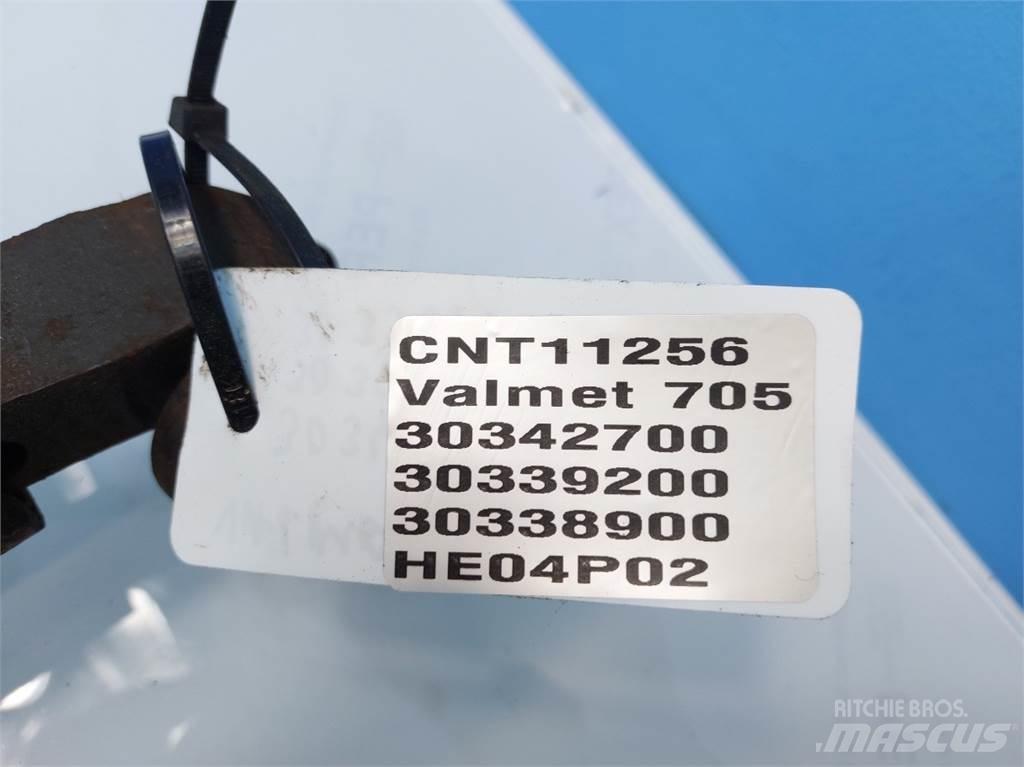 CNT11256
Valmet 705
30342700
30339200
30338900
HE04P02
RITCHIE BROS.
MASCUS